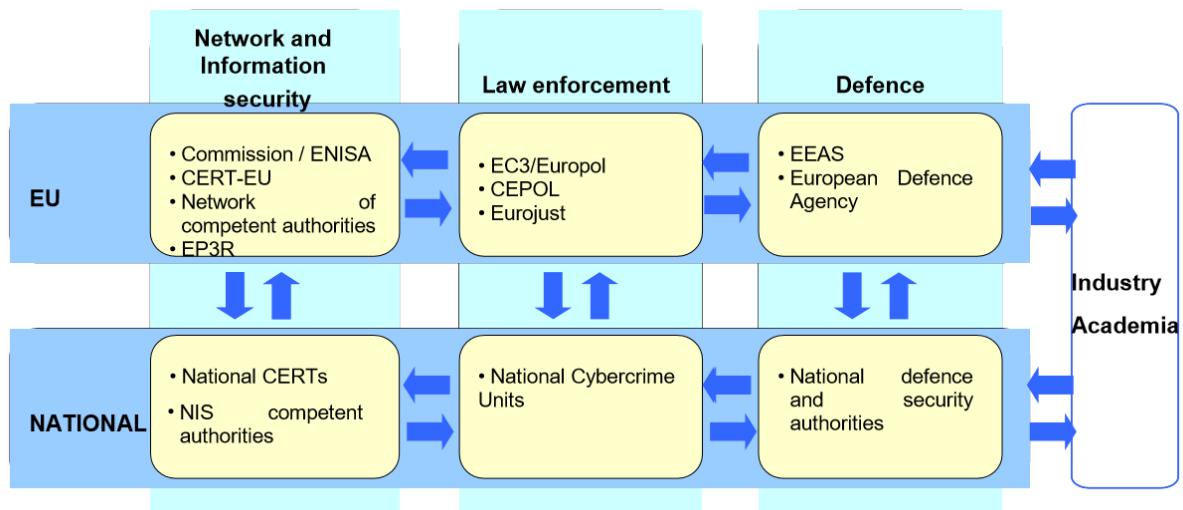 Network and
Information
security
Law enforcement
Defence
EU
• Commission / ENISA
• CERT-EU
• Network of
competent authorities
• EP3R
• EC3/Europol
• CEPOL
• Eurojust
• EEAS
• European Defence
Agency
Industry
Academia
NATIONAL
• National CERTs
• NIS competent
authorities
• National Cybercrime
Units
• National defence
and security
authorities